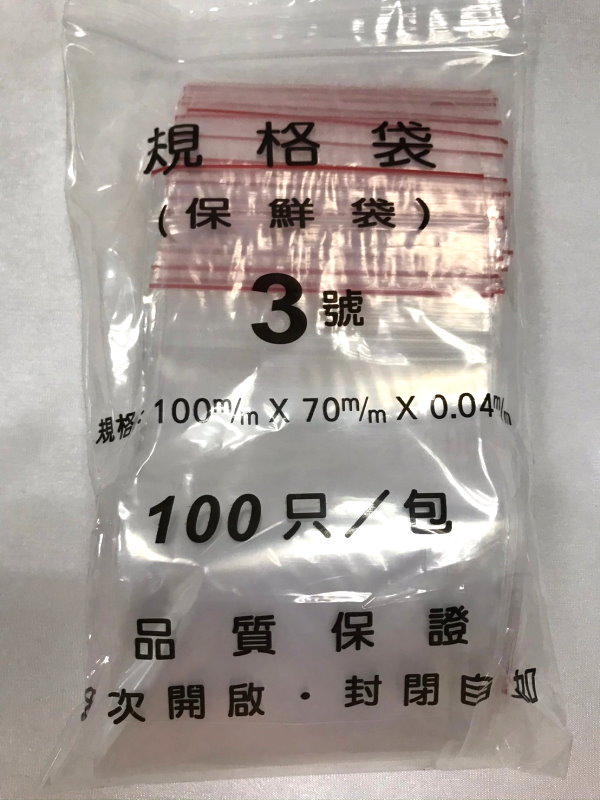 規格袋
(保鮮袋)
3號
規格:100m/m X 70m/m X 0.04m/m
100只/包
品質保證
次開啟·封閉自如